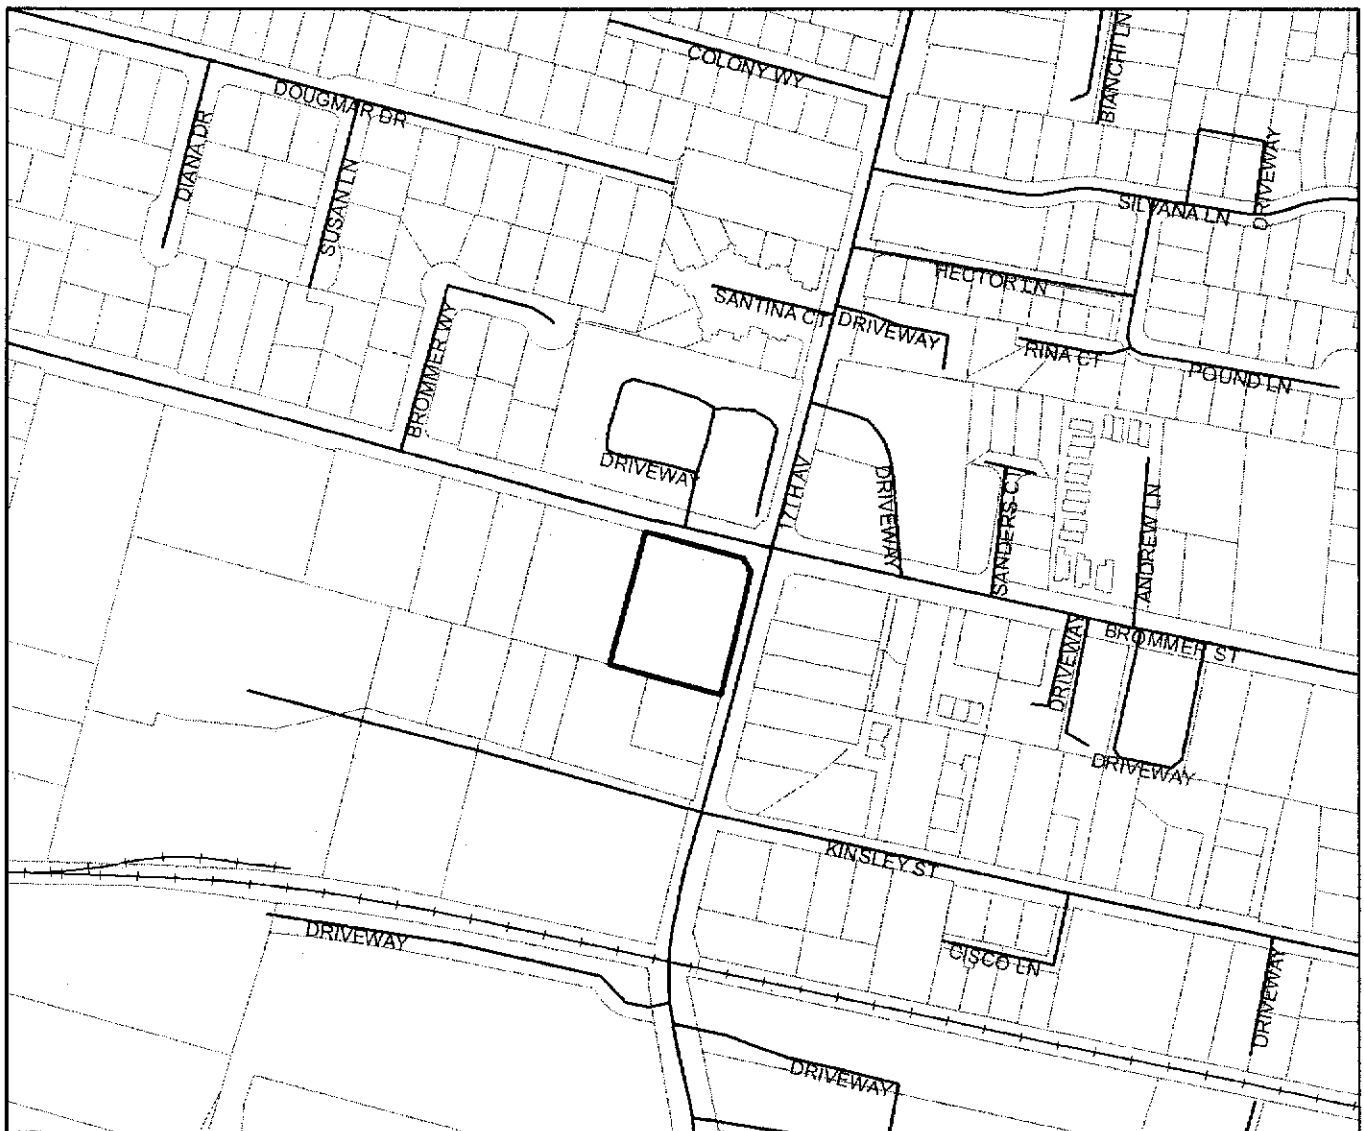 COLONY WY
BIANCHI LN
DOUGMAR DR
DIANA DR
SUSAN LN
DRIVEWAY
SILVANA LN
HECTOR LN
SANTINA CT
DRIVEWAY
RINA CT
POUND LN
BROMMER WY
DRIVEWAY
17TH AV
DRIVEWAY
SANDERS CT
ANDREW LN
BROMMER ST
DRIVEWAY
DRIVEWAY
KINSLEY ST
CISCO LN
DRIVEWAY
DRIVEWAY
DRIVEWAY